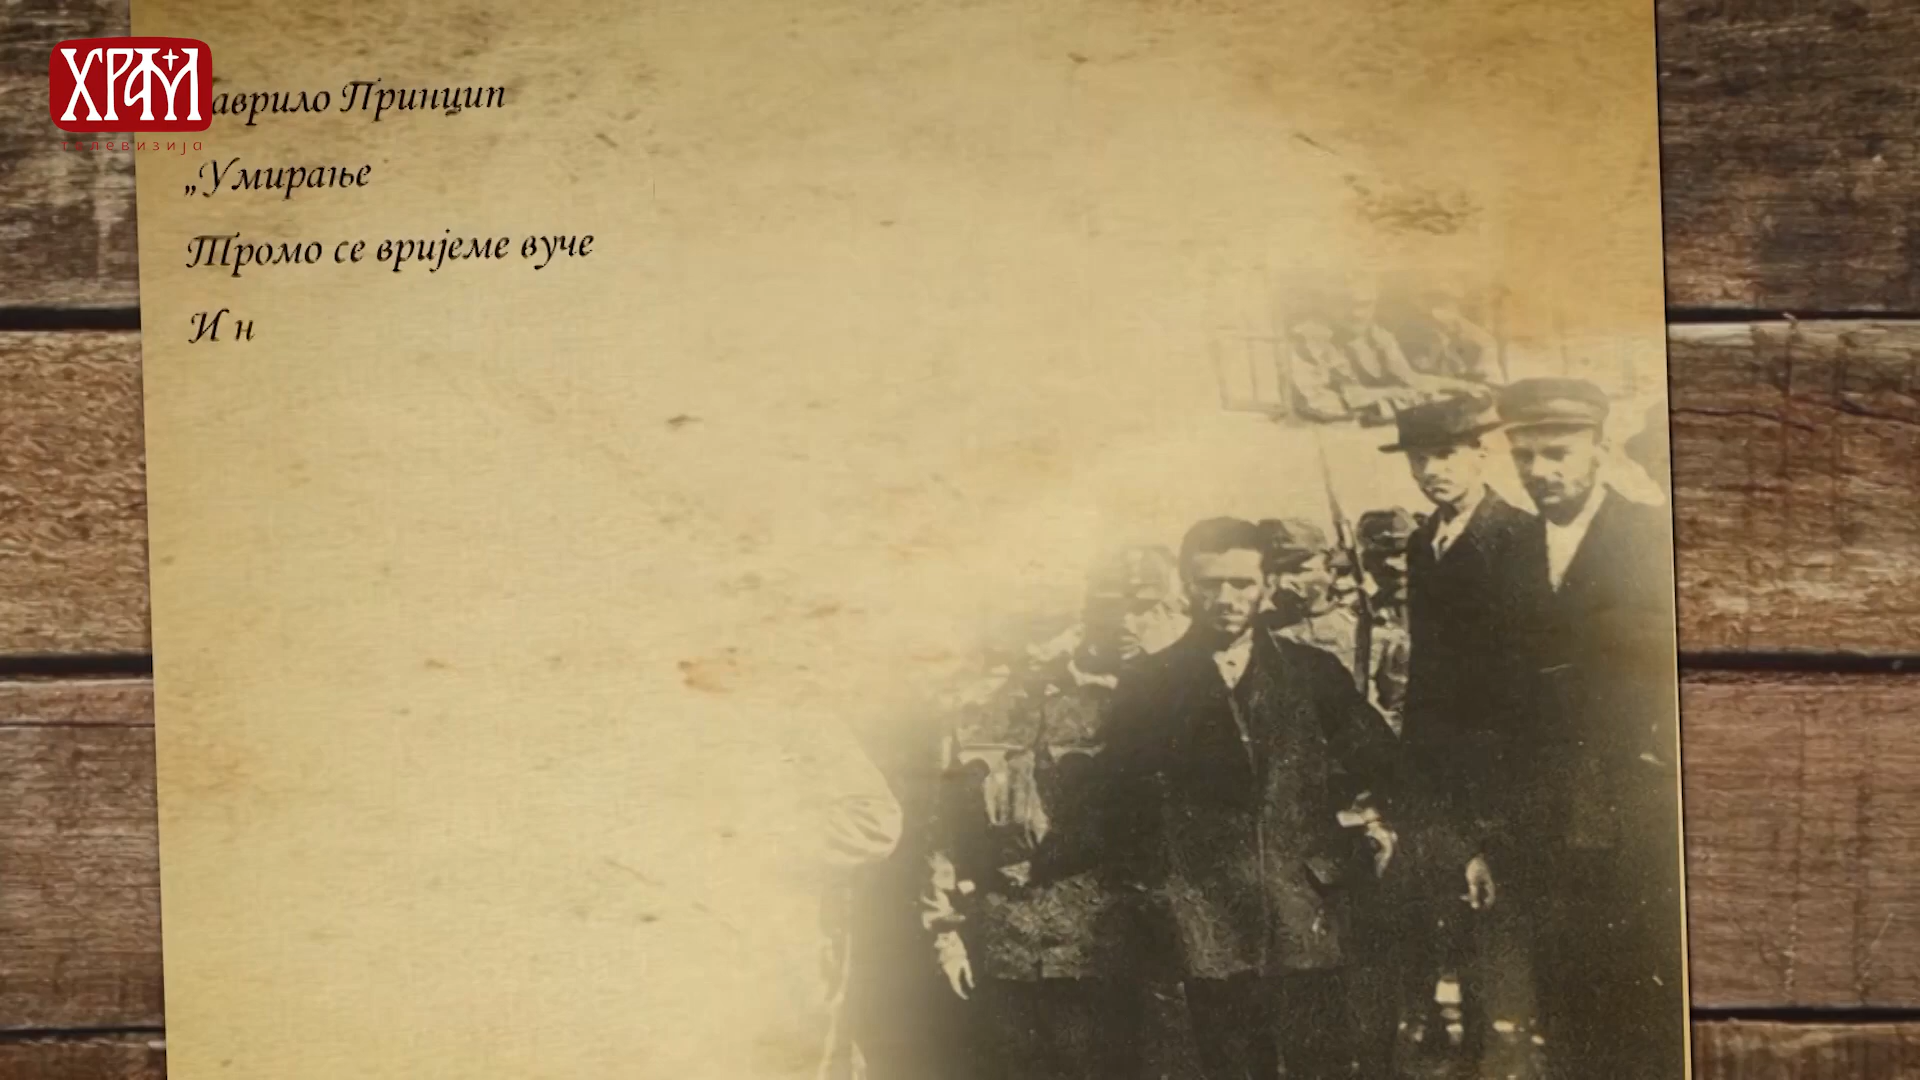 ХРАМ
телевизија
аврило Принцип
„Умирање
Тромо се вријеме вуче
И н